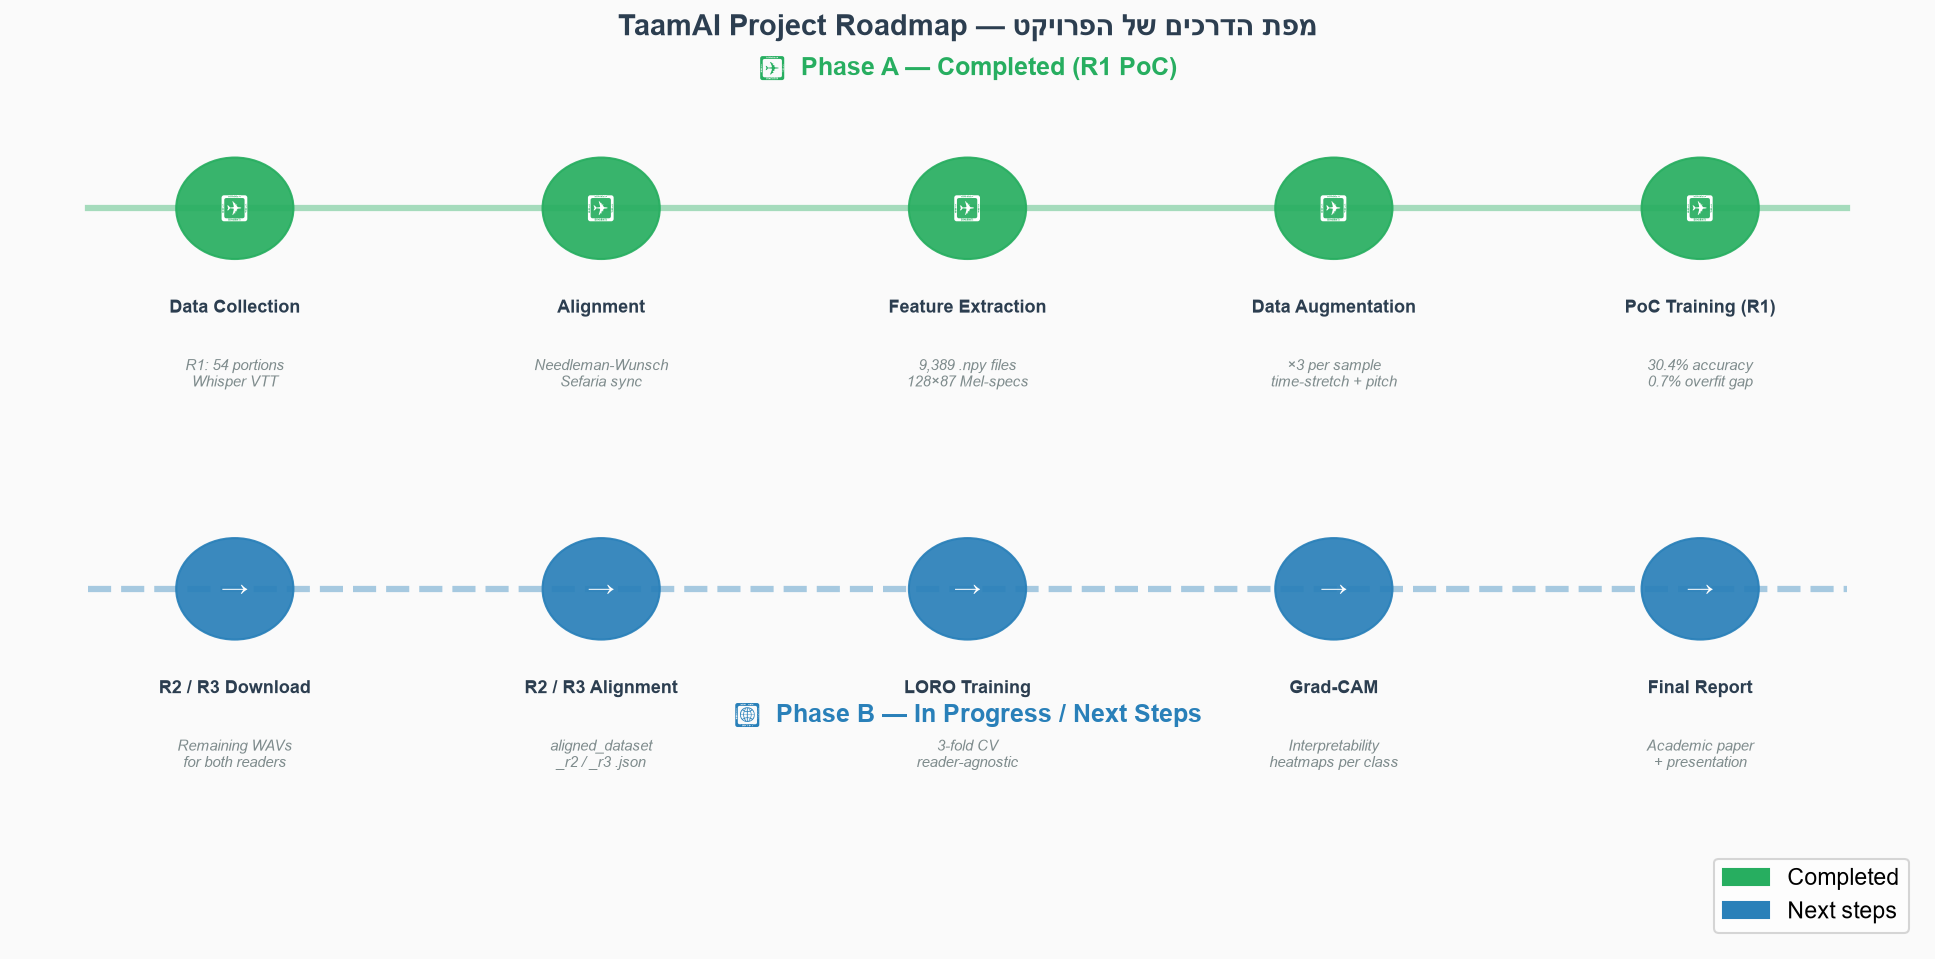 TaamAI Project Roadmap — מפת הדרכים של הפרויקט
Phase A — Completed (R1 PoC)
Data Collection
R1: 54 portions
Whisper VTT
Alignment
Needleman-Wunsch
Sefaria sync
Feature Extraction
9,389 .npy files
128×87 Mel-specs
Data Augmentation
×3 per sample
time-stretch + pitch
PoC Training (R1)
30.4% accuracy
0.7% overfit gap
→
→
→
→
→
R2 / R3 Download
Remaining WAVs
for both readers
R2 / R3 Alignment
aligned_dataset
_r2 / _r3 .json
LORO Training
Phase B — In Progress / Next Steps
3-fold CV
reader-agnostic
Grad-CAM
Interpretability
heatmaps per class
Final Report
Academic paper
+ presentation
Completed
Next steps